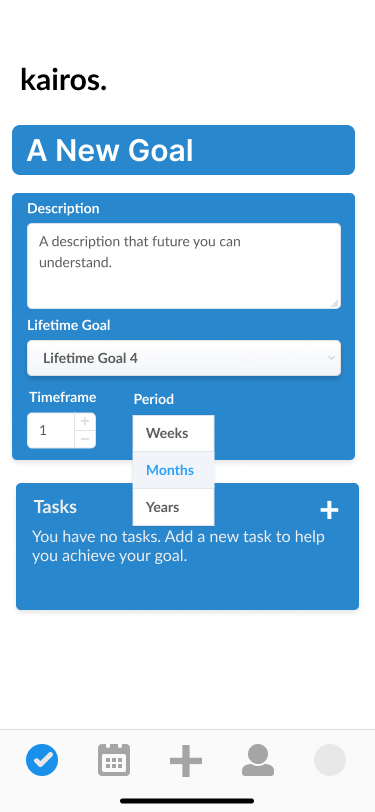 kairos.
A New Goal
Description
A description that future you can
understand.
Lifetime Goal
Lifetime Goal 4
Timeframe
Period
1
Weeks
Months
Years
Tasks
You have no tasks. Add a new task to help
you achieve your goal.